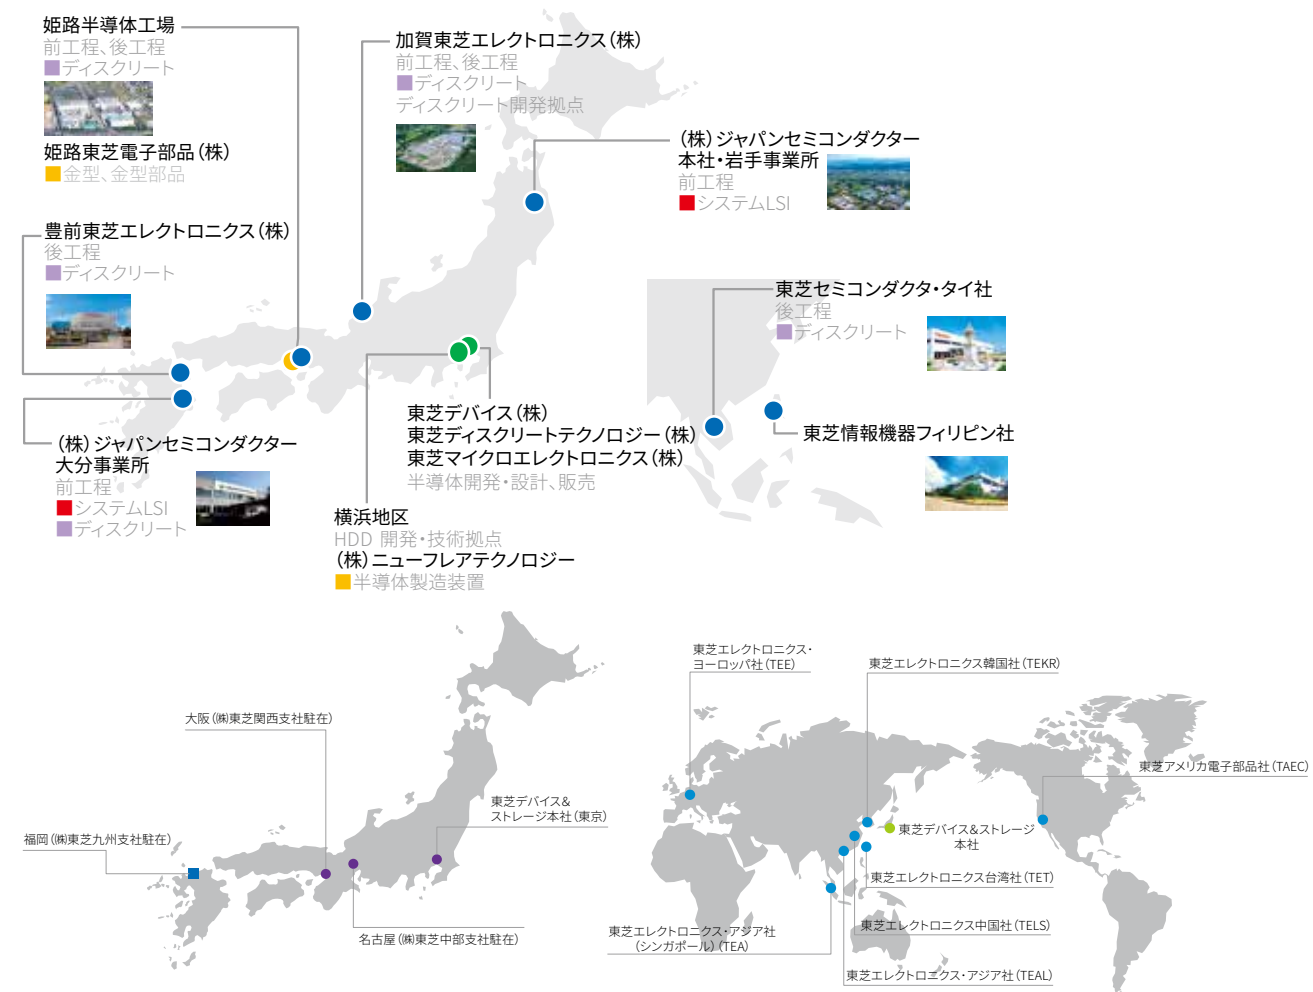 姫路半導体工場
前工程、後工程
ディスクリート
姫路東芝電子部品(株)
金型、金型部品
豊前東芝エレクトロニクス(株)
後工程
ディスクリート
(株)ジャパンセミコンダクター
大分事業所
前工程
システムLSI
ディスクリート
加賀東芝エレクトロニクス(株)
前工程、後工程
ディスクリート
ディスクリート開発拠点
(株)ジャパンセミコンダクター
本社・岩手事業所
前工程
システムLSI
東芝デバイス(株)
東芝ディスクリートテクノロジー(株)
東芝マイクロエレクトロニクス(株)
半導体開発・設計、販売
横浜地区
HDD 開発・技術拠点
(株)ニューフレアテクノロジー
半導体製造装置
東芝セミコンダクタ・タイ社
後工程
ディスクリート
東芝情報機器フィリピン社
大阪(㈱東芝関西支社駐在)
東芝デバイス&
ストレージ本社(東京)
福岡(㈱東芝九州支社駐在)
名古屋(㈱東芝中部支社駐在)
東芝エレクトロニクス・
ヨーロッパ社(TEE)
東芝エレクトロニクス韓国社(TEKR)
東芝アメリカ電子部品社(TAEC)
東芝デバイス&ストレージ
本社
東芝エレクトロニクス台湾社(TET)
東芝エレクトロニクス中国社(TELS)
東芝エレクトロニクス・アジア社
(シンガポール)(TEA)
東芝エレクトロニクス・アジア社(TEAL)